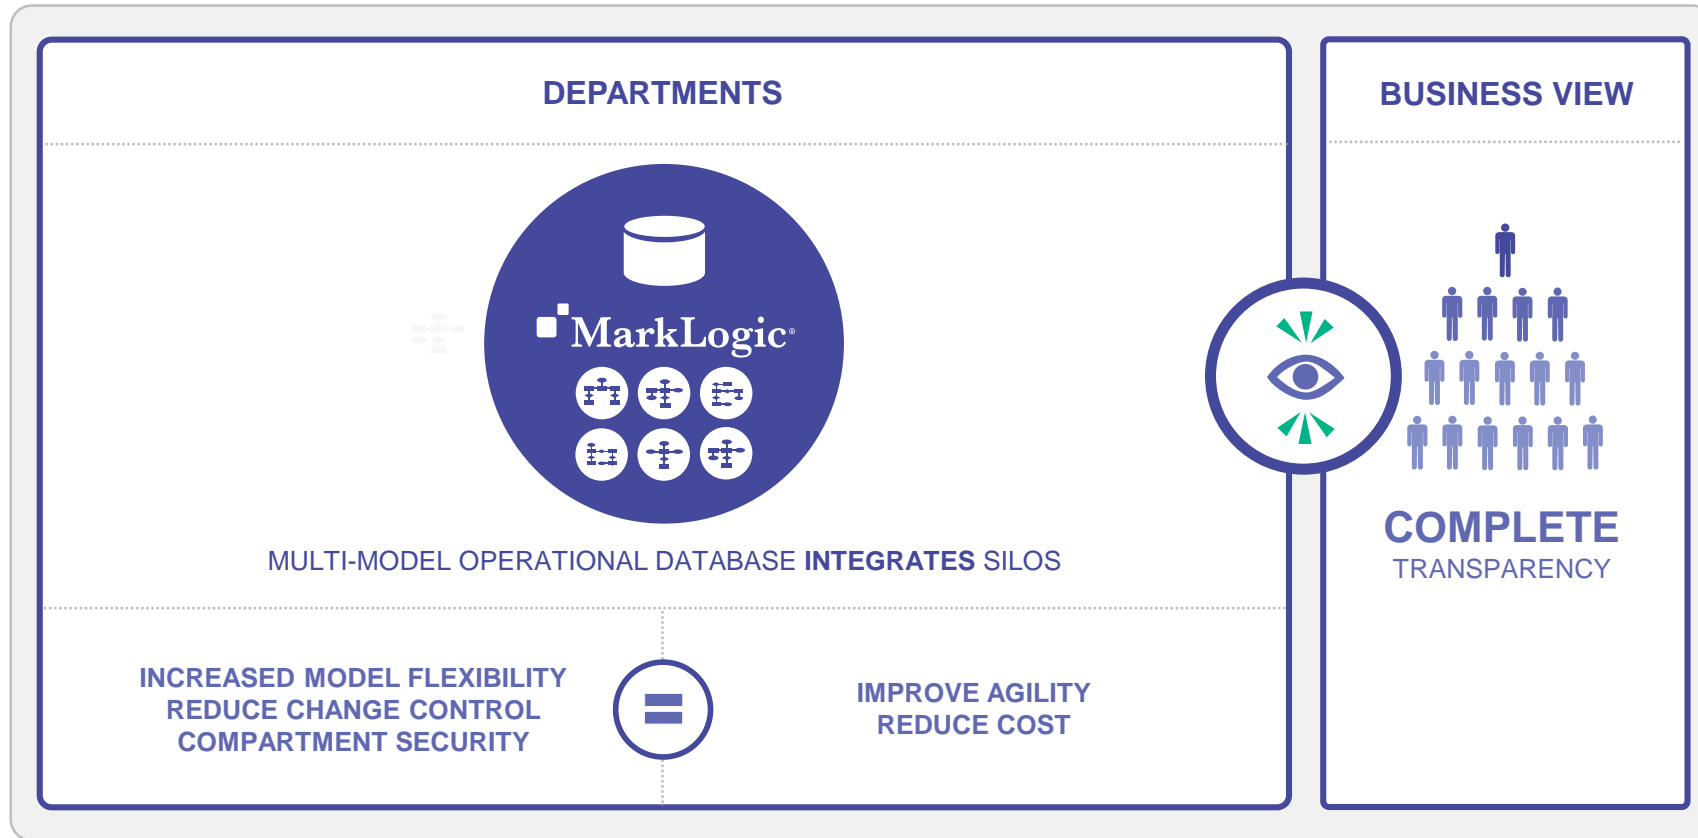 DEPARTMENTS
BUSINESS VIEW
MarkLogic®
MULTI-MODEL OPERATIONAL DATABASE INTEGRATES SILOS
COMPLETE
TRANSPARENCY
INCREASED MODEL FLEXIBILITY
REDUCE CHANGE CONTROL
COMPARTMENT SECURITY
=
IMPROVE AGILITY
REDUCE COST